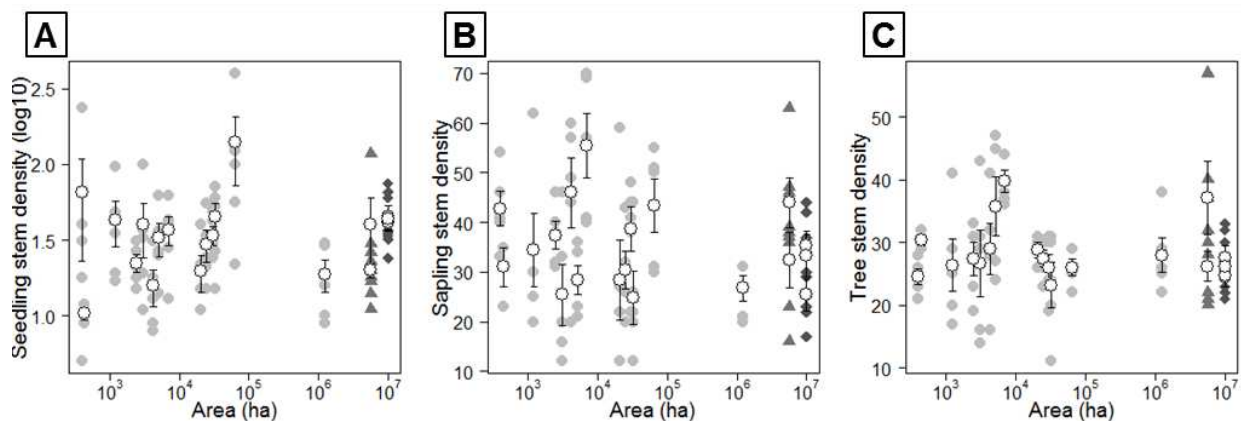 A
B
C
Seedling stem density (log10)
2.5
2.0
1.5
1.0
10³ 10⁴ 10⁵ 10⁶ 10⁷
Area (ha)
Sapling stem density
70
60
50
40
30
20
10
10³ 10⁴ 10⁵ 10⁶ 10⁷
Area (ha)
Tree stem density
50
40
30
20
10
10³ 10⁴ 10⁵ 10⁶ 10⁷
Area (ha)